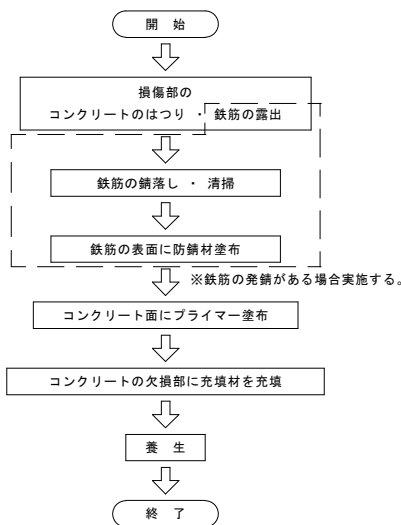 開　始
損傷部の
コンクリートのはつり ・ 鉄筋の露出
鉄筋の錆落し ・ 清掃
鉄筋の表面に防錆材塗布
※鉄筋の発錆がある場合実施する。
コンクリート面にプライマー塗布
コンクリートの欠損部に充填材を充填
養　生
終　了